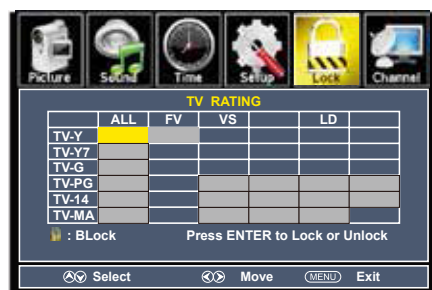 Picture Sound Time Setup Lock Channel
TV RATING
ALL FV VS LD
TV-Y
TV-Y7
TV-G
TV-PG
TV-14
TV-MA
: BLock Press ENTER to Lock or Unlock
Select Move MENU Exit